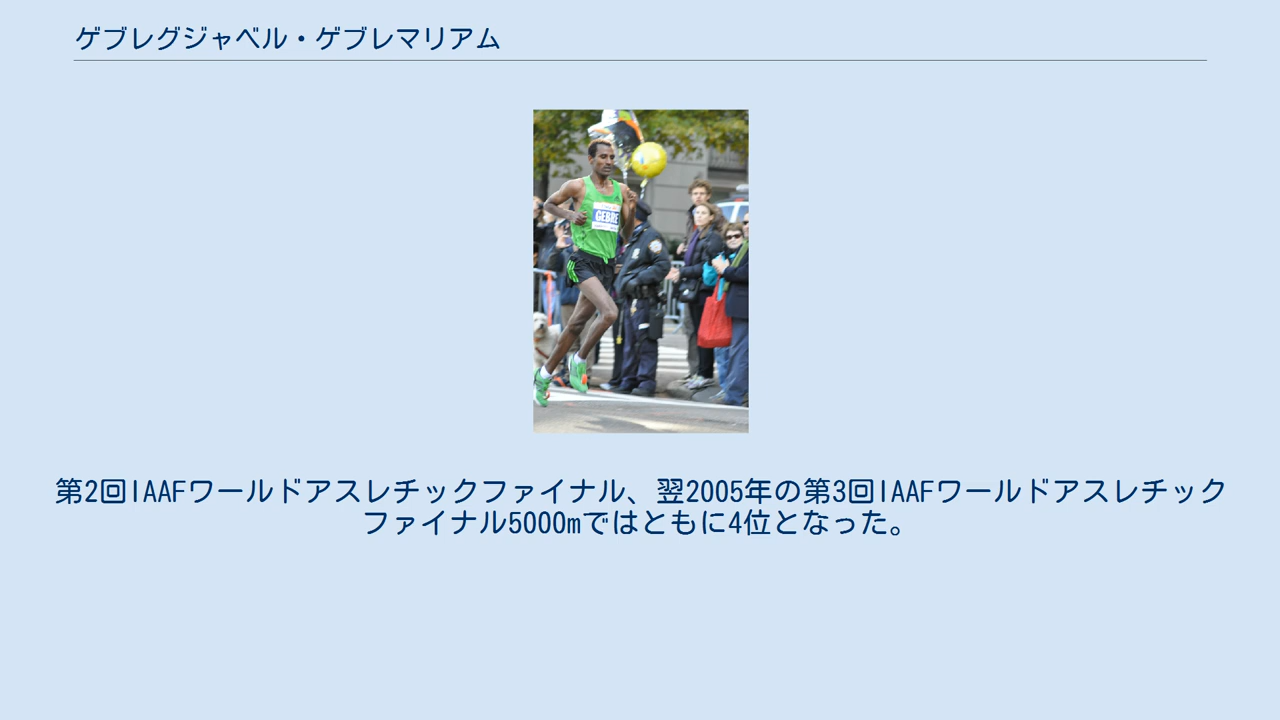 ゲブレグジャベル・ゲブレマリアム
GEBRE
第2回IAAFワールドアスレチックファイナル、翌2005年の第3回IAAFワールドアスレチック
ファイナル5000mではともに4位となった。